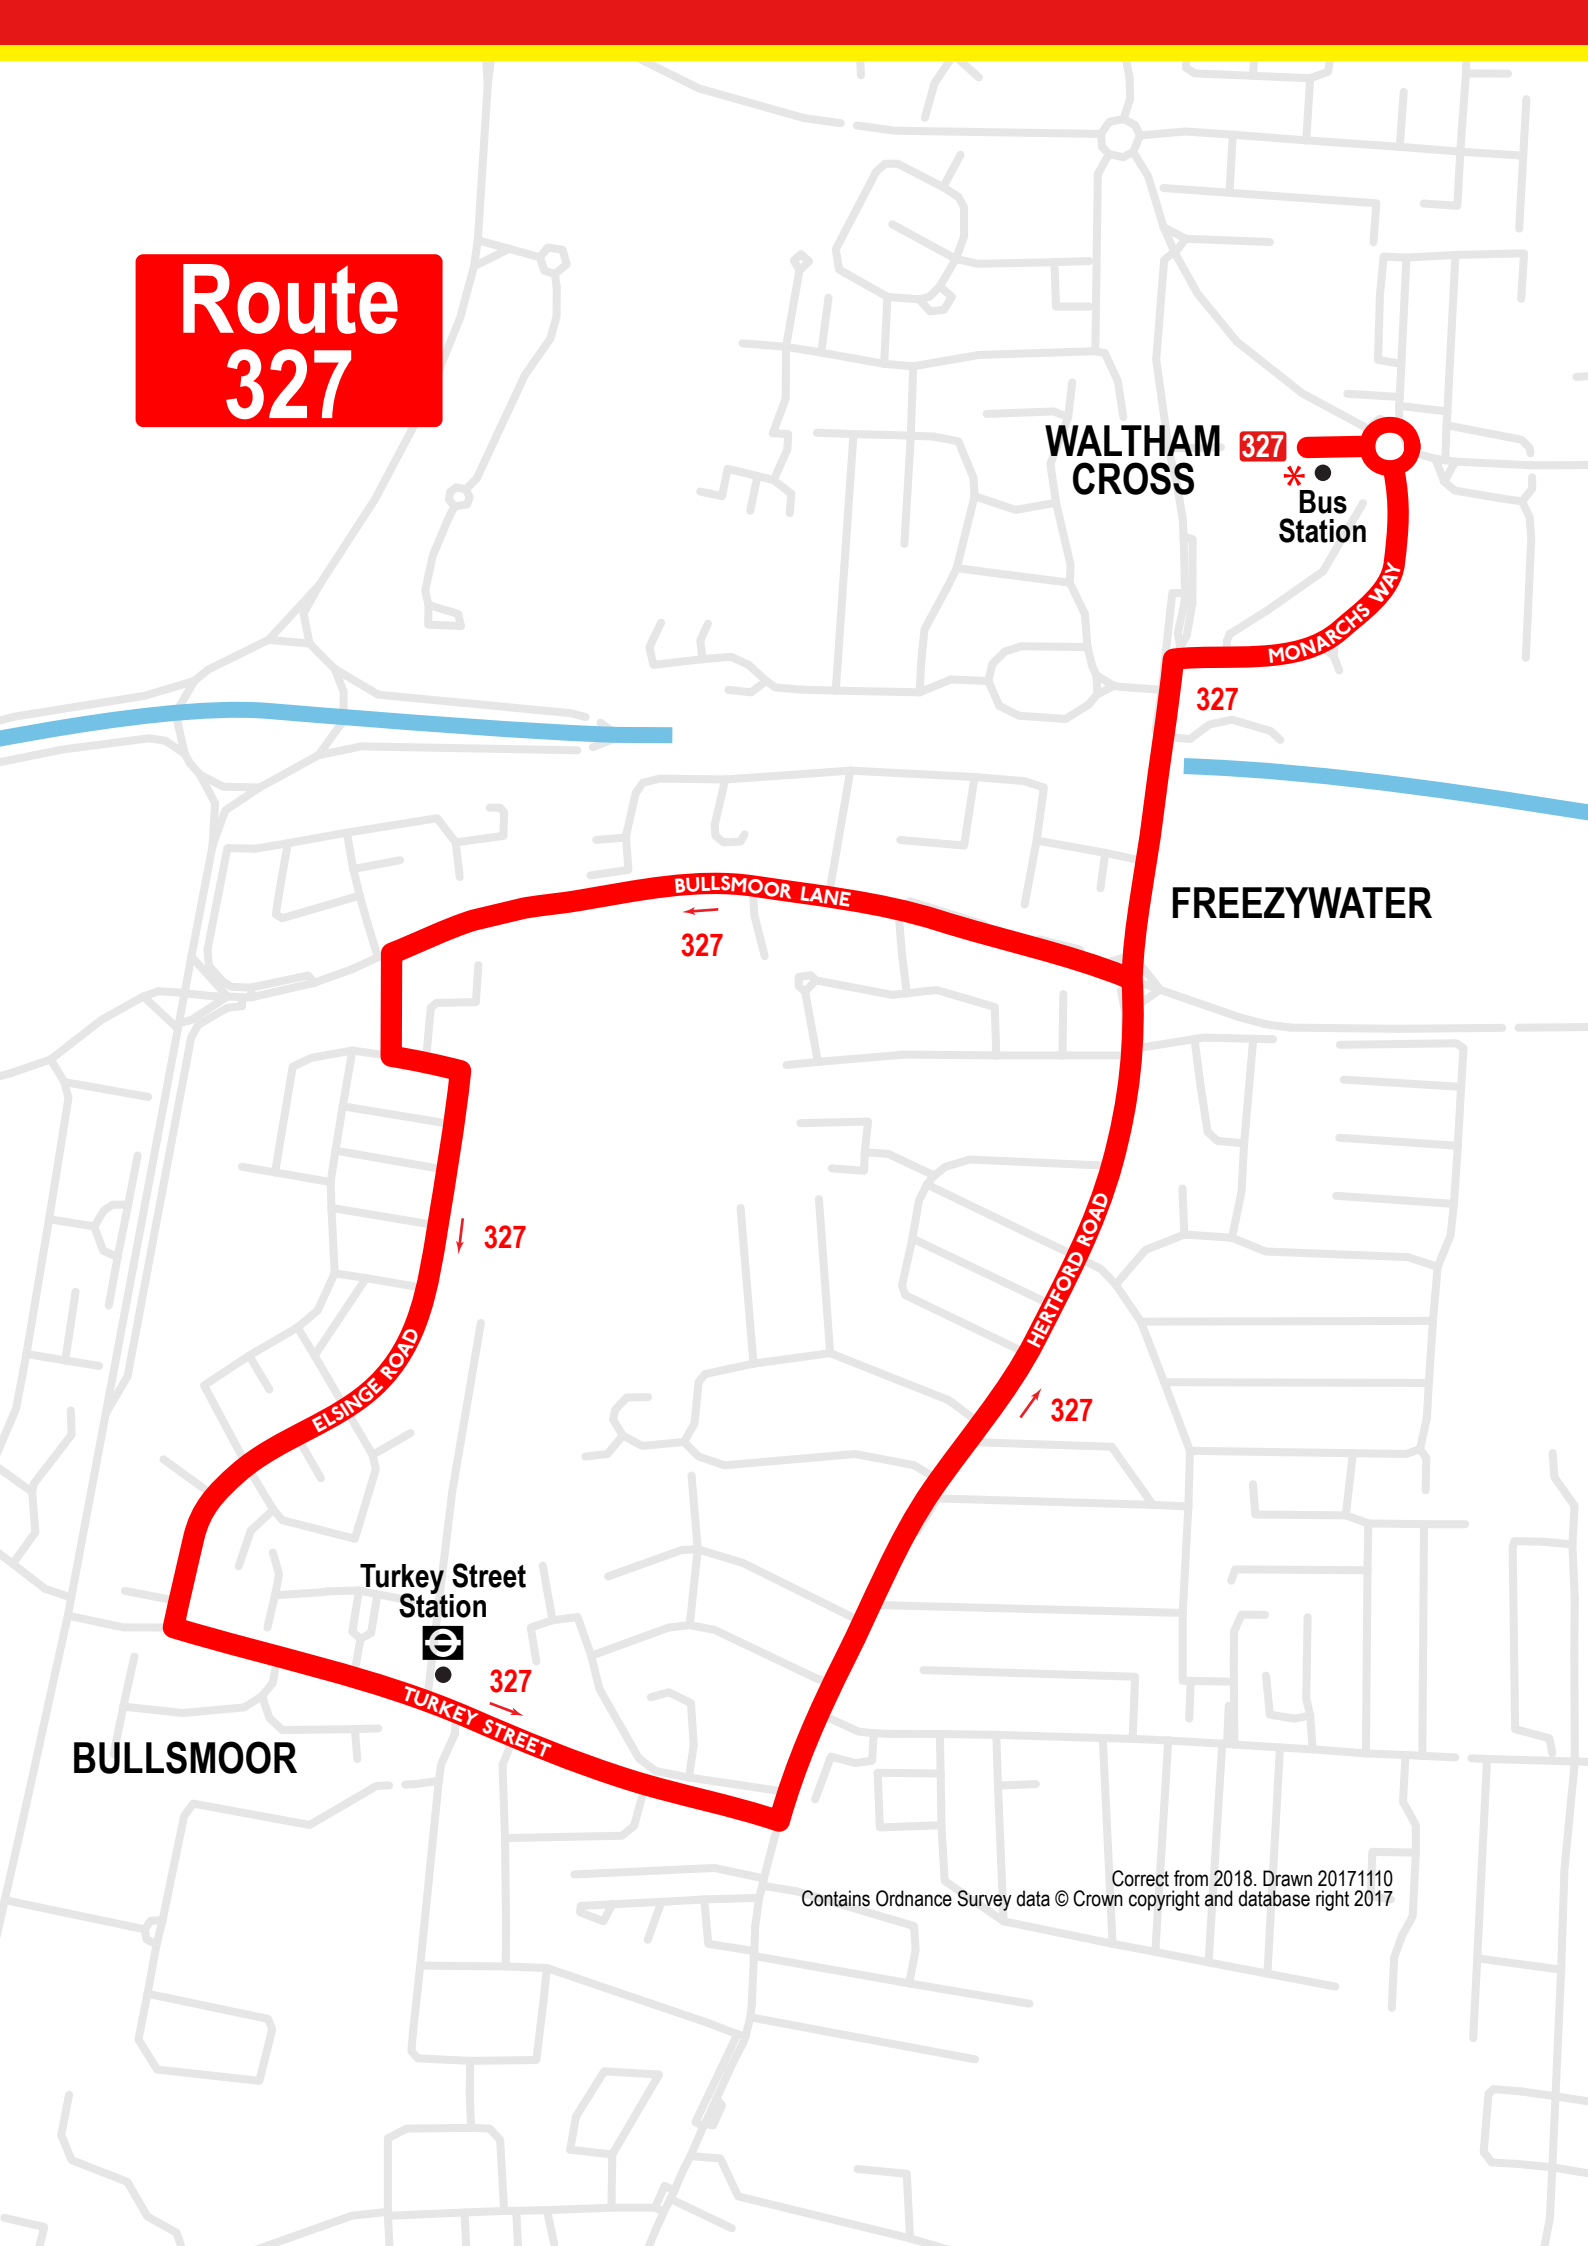 Route
327
WALTHAM
CROSS
327
*
Bus
Station
MONARCHS WAY
327
FREEZYWATER
BULLSMOOR LANE
327
327
HERTFORD ROAD
ELSINGE ROAD
327
Turkey Street
Station
327
TURKEY STREET
BULLSMOOR
Correct from 2018. Drawn 20171110
Contains Ordnance Survey data © Crown copyright and database right 2017